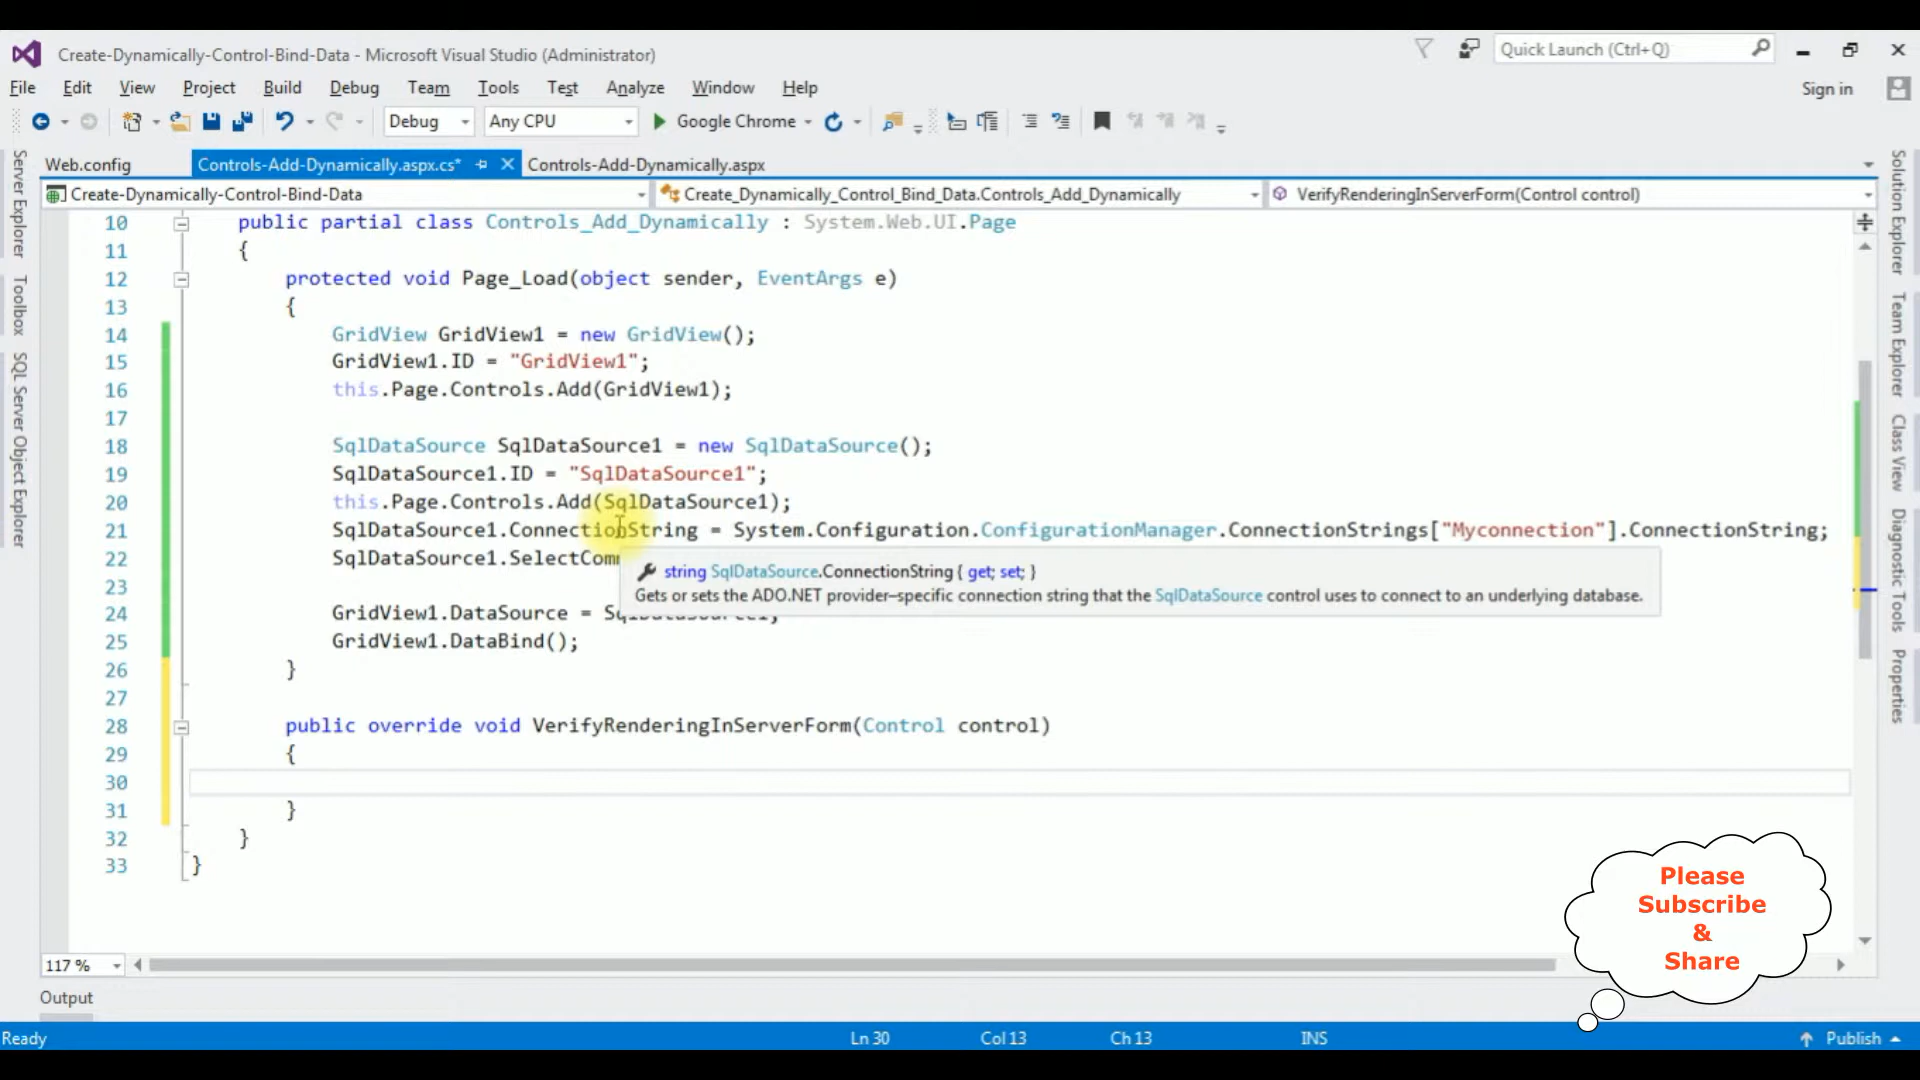 Create-Dynamically-Control-Bind-Data - Microsoft Visual Studio (Administrator)
Quick Launch (Ctrl+Q)
File Edit View Project Build Debug Team Tools Test Analyze Window Help
Sign in
Debug Any CPU Google Chrome
Web.config Controls-Add-Dynamically.aspx.cs* Controls-Add-Dynamically.aspx
Create-Dynamically-Control-Bind-Data Create_Dynamically_Control_Bind_Data.Controls_Add_Dynamically VerifyRenderingInServerForm(Control control)
Server Explorer
Toolbox
SQL Server Object Explorer
10 public partial class Controls_Add_Dynamically : System.Web.UI.Page
11 {
12 protected void Page_Load(object sender, EventArgs e)
13 {
14 GridView GridView1 = new GridView();
15 GridView1.ID = "GridView1";
16 this.Page.Controls.Add(GridView1);
17
18 SqlDataSource SqlDataSource1 = new SqlDataSource();
19 SqlDataSource1.ID = "SqlDataSource1";
20 this.Page.Controls.Add(SqlDataSource1);
21 SqlDataSource1.ConnectionString = System.Configuration.ConfigurationManager.ConnectionStrings["Myconnection"].ConnectionString;
22 SqlDataSource1.SelectCom
string SqlDataSource.ConnectionString { get; set; }
Gets or sets the ADO.NET provider-specific connection string that the SqlDataSource control uses to connect to an underlying database.
23
24 GridView1.DataSource = SqlDataSource1;
25 GridView1.DataBind();
26 }
27
28 public override void VerifyRenderingInServerForm(Control control)
29 {
30
31 }
32 }
33 }
Solution Explorer
Team Explorer
Class View
Diagnostic Tools
Properties
Please
Subscribe
&
Share
117 %
Output
Ready Ln 30 Col 13 Ch 13 INS Publish